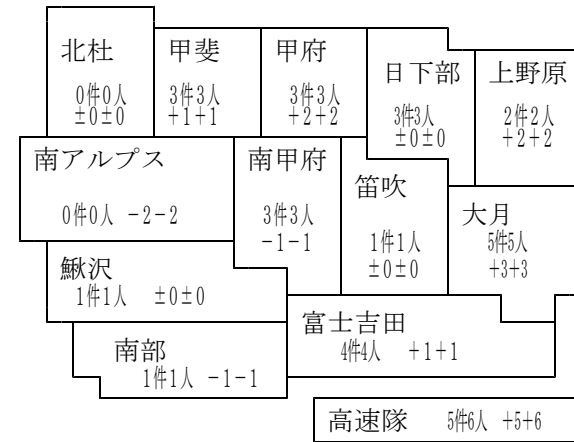 北杜
0件0人
±0±0
甲斐
3件3人
+1+1
甲府
3件3人
+2+2
日下部
3件3人
±0±0
上野原
2件2人
+2+2
南アルプス
0件0人 -2-2
南甲府
3件3人
-1-1
笛吹
1件1人
±0±0
大月
5件5人
+3+3
鰍沢
1件1人 ±0±0
富士吉田
4件4人 +1+1
南部
1件1人 -1-1
高速隊 5件6人 +5+6